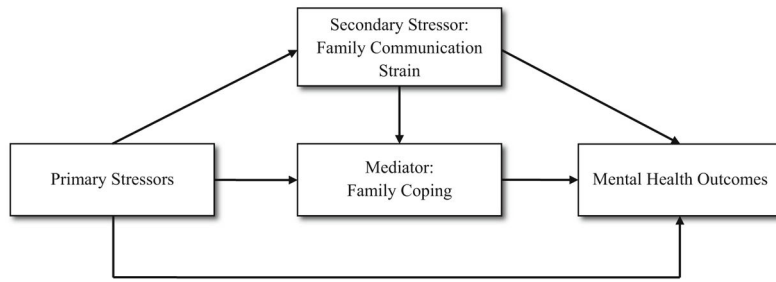 Secondary Stressor:
Family Communication
Strain
Primary Stressors
Mediator:
Family Coping
Mental Health Outcomes